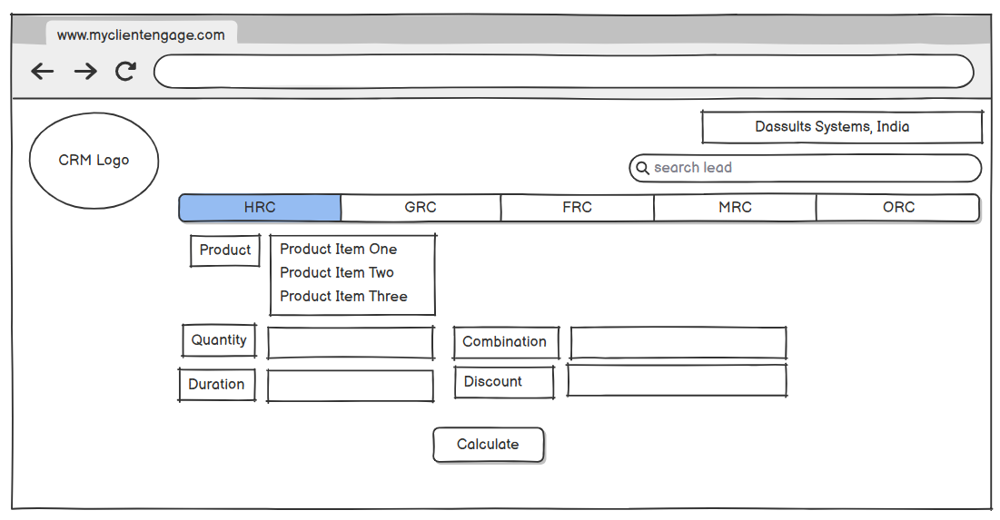 www.myclientengage.com
CRM Logo
Dassults Systems, India
search lead
HRC GRC FRC MRC ORC
Product
Product Item One
Product Item Two
Product Item Three
Quantity
Combination
Duration
Discount
Calculate